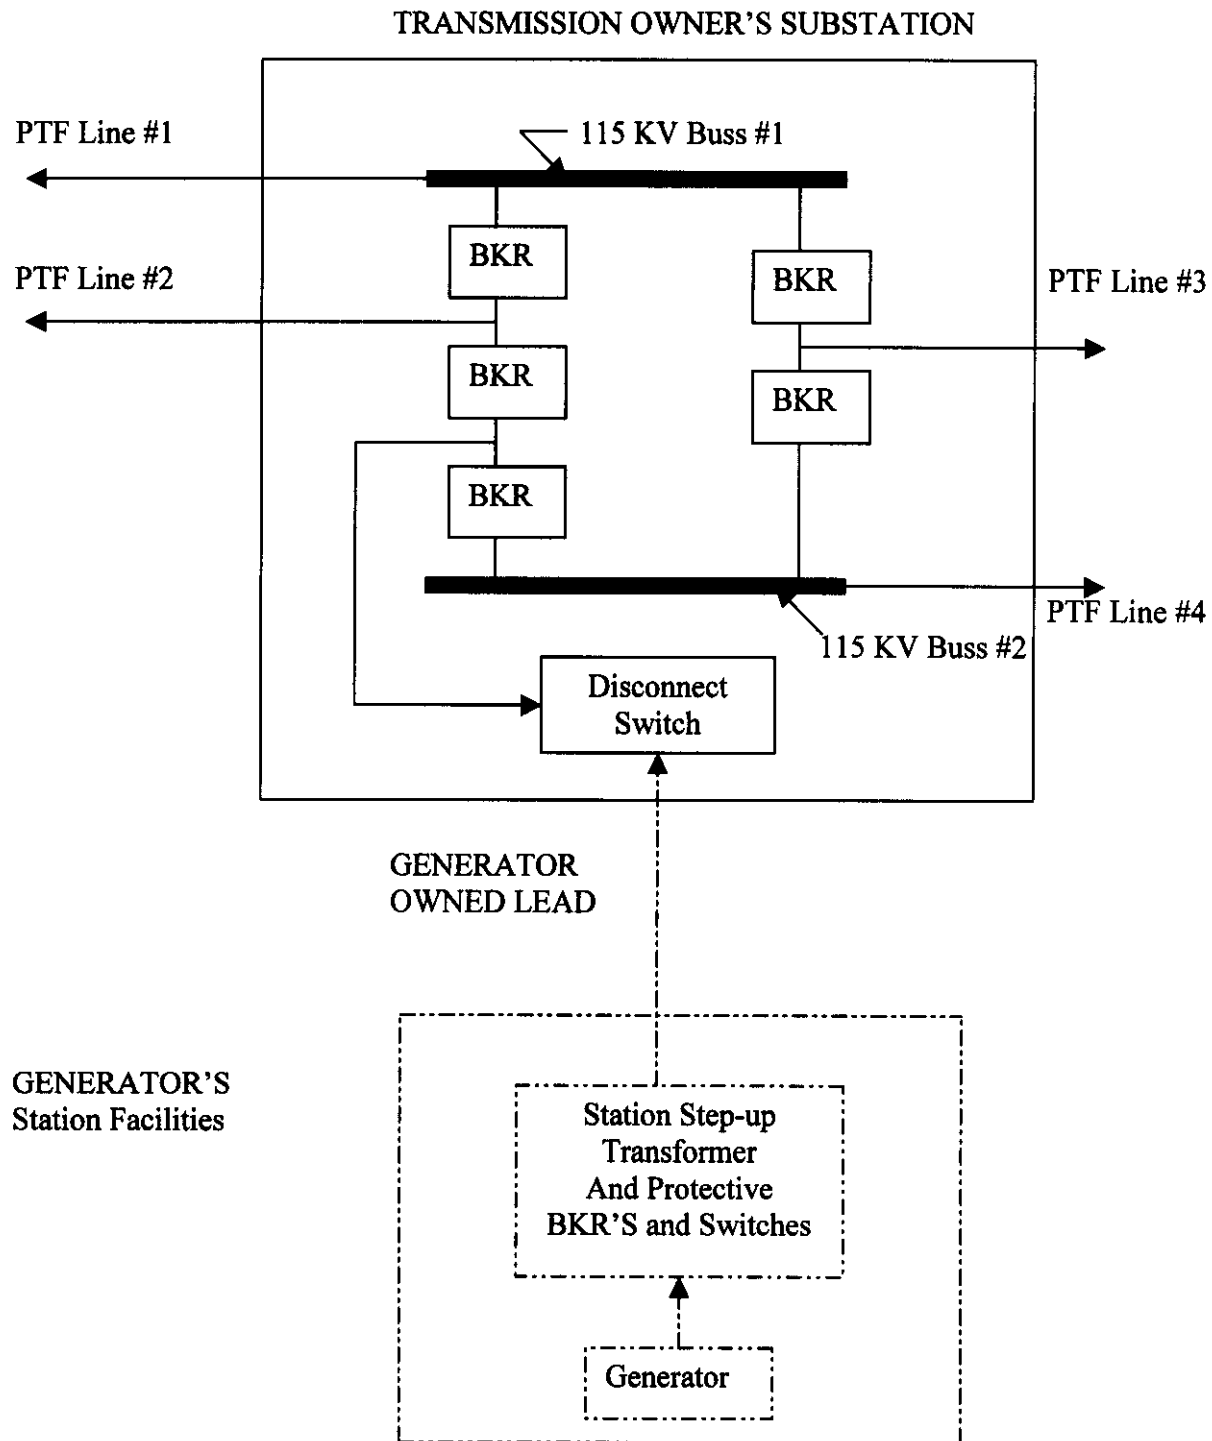 TRANSMISSION OWNER'S SUBSTATION
PTF Line #1
115 KV Buss #1
BKR
BKR
PTF Line #2
PTF Line #3
BKR
BKR
BKR
PTF Line #4
115 KV Buss #2
Disconnect
Switch
GENERATOR
OWNED LEAD
GENERATOR'S
Station Facilities
Station Step-up
Transformer
And Protective
BKR'S and Switches
Generator